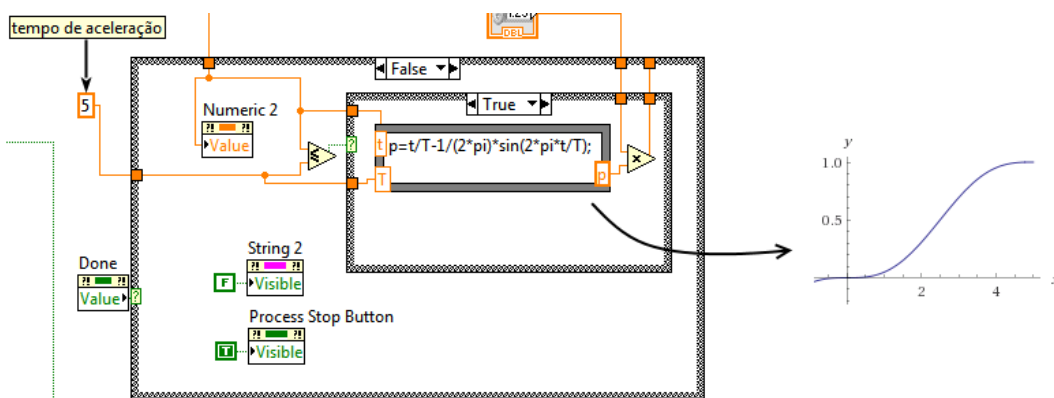 tempo de aceleração
DBL
False
5
Numeric 2
Value
True
t
p=t/T-1/(2*pi)*sin(2*pi*t/T);
T
p
?
≤
×
y
1.0
0.5
2
4
Done
Value
?
String 2
F
Visible
Process Stop Button
T
Visible